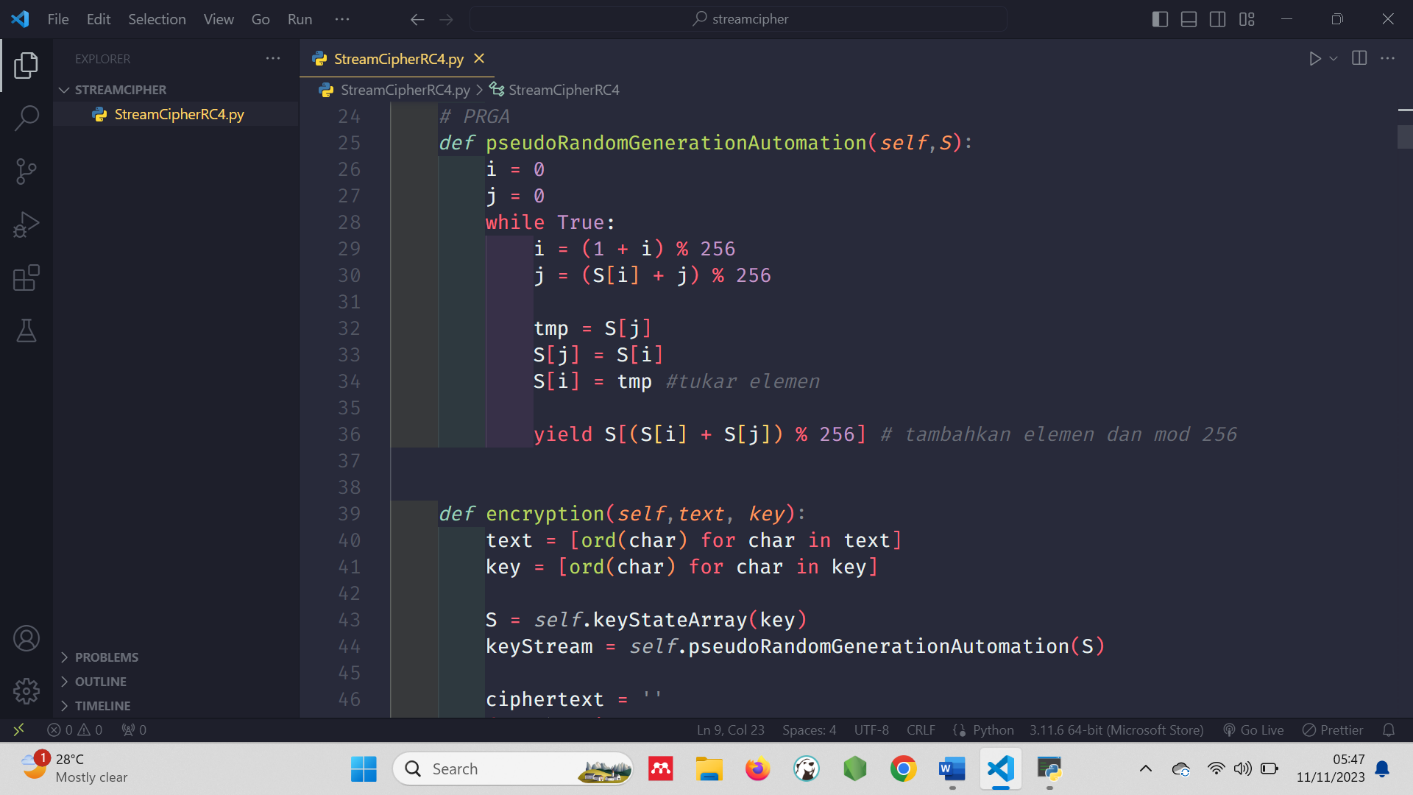 File Edit Selection View Go Run ··· streamcipher
EXPLORER ···
STREAMCIPHER
StreamCipherRC4.py
PROBLEMS
OUTLINE
TIMELINE
StreamCipherRC4.py
StreamCipherRC4.py > StreamCipherRC4
24 # PRGA
25 def pseudoRandomGenerationAutomation(self,S):
26 i = 0
27 j = 0
28 while True:
29 i = (1 + i) % 256
30 j = (S[i] + j) % 256
31
32 tmp = S[j]
33 S[j] = S[i]
34 S[i] = tmp #tukar elemen
35
36 yield S[(S[i] + S[j]) % 256] # tambahkan elemen dan mod 256
37
38
39 def encryption(self,text, key):
40 text = [ord(char) for char in text]
41 key = [ord(char) for char in key]
42
43 S = self.keyStateArray(key)
44 keyStream = self.pseudoRandomGenerationAutomation(S)
45
46 ciphertext = ''
0 0 0 Ln 9, Col 23 Spaces: 4 UTF-8 CRLF Python 3.11.6 64-bit (Microsoft Store) Go Live Prettier
1 28°C
Mostly clear
Search
W
05:47
11/11/2023